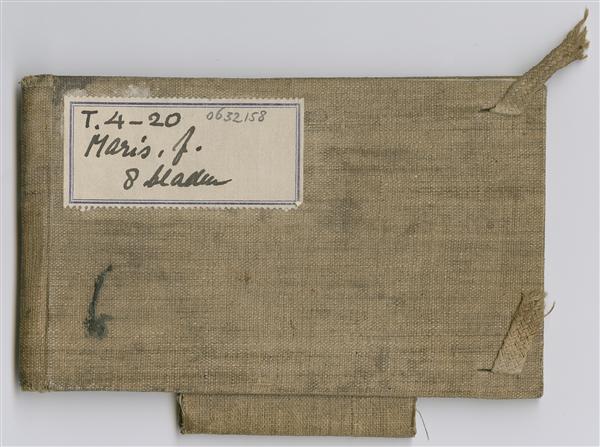 T. 4-20 0632158
Maris, J.
8 bladen